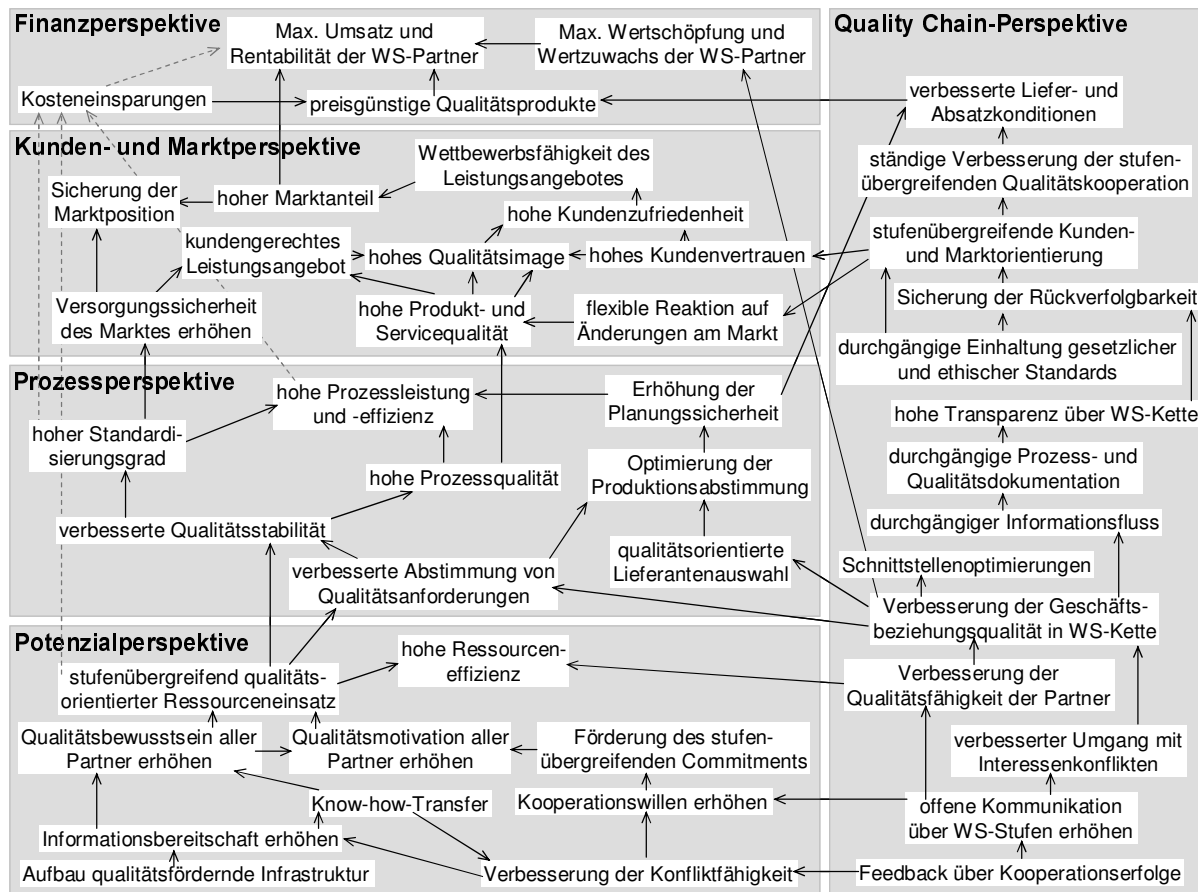 Finanzperspektive
Max. Umsatz und
Rentabilität der WS-Partner
Max. Wertschöpfung und
Wertzuwachs der WS-Partner
Kosteneinsparungen
preisgünstige Qualitätsprodukte
Kunden- und Marktperspektive
Wettbewerbsfähigkeit des
Leistungsangebotes
Sicherung der
Marktposition
hoher Marktanteil
hohe Kundenzufriedenheit
kundengerechtes
Leistungsangebot
hohes Qualitätsimage
hohes Kundenvertrauen
Versorgungssicherheit
des Marktes erhöhen
hohe Produkt- und
Servicequalität
flexible Reaktion auf
Änderungen am Markt
Prozessperspektive
hohe Prozessleistung
und -effizienz
Erhöhung der
Planungssicherheit
hoher Standardi-
sierungsgrad
hohe Prozessqualität
Optimierung der
Produktionsabstimmung
verbesserte Qualitätsstabilität
qualitätsorientierte
Lieferantenauswahl
verbesserte Abstimmung von
Qualitätsanforderungen
Potenzialperspektive
hohe Ressourcen-
effizienz
stufenübergreifend qualitäts-
orientierter Ressourceneinsatz
Qualitätsbewusstsein aller
Partner erhöhen
Qualitätsmotivation aller
Partner erhöhen
Förderung des stufen-
übergreifenden Commitments
Know-how-Transfer
Kooperationswillen erhöhen
Informationsbereitschaft erhöhen
Aufbau qualitätsfördernde Infrastruktur
Verbesserung der Konfliktfähigkeit
Quality Chain-Perspektive
verbesserte Liefer- und
Absatzkonditionen
ständige Verbesserung der stufen-
übergreifenden Qualitätskooperation
stufenübergreifende Kunden-
und Marktorientierung
Sicherung der Rückverfolgbarkeit
durchgängige Einhaltung gesetzlicher
und ethischer Standards
hohe Transparenz über WS-Kette
durchgängige Prozess- und
Qualitätsdokumentation
durchgängiger Informationsfluss
Schnittstellenoptimierungen
Verbesserung der Geschäfts-
beziehungsqualität in WS-Kette
Verbesserung der
Qualitätsfähigkeit der Partner
verbesserter Umgang mit
Interessenkonflikten
offene Kommunikation
über WS-Stufen erhöhen
Feedback über Kooperationserfolge